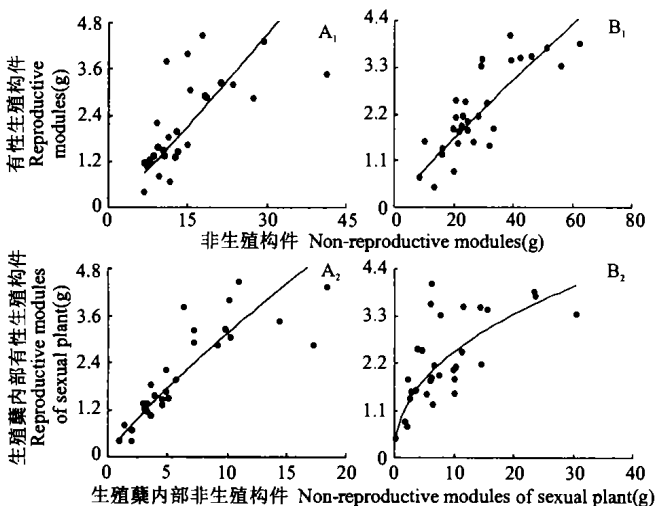 有性生殖构件
Reproductive
modules(g)
4.8
3.6
2.4
1.2
0
A1
0 15 30 45
4.4
3.3
2.2
1.1
0
B1
0 20 40 60 80
非生殖构件 Non-reproductive modules(g)
生殖蘖内部有性生殖构件
Reproductive modules
of sexual plant(g)
4.8
3.6
2.4
1.2
0
A2
0 5 10 15 20
4.4
3.3
2.2
1.1
0
B2
0 10 20 30 40
生殖蘖内部非生殖构件 Non-reproductive modules of sexual plant(g)